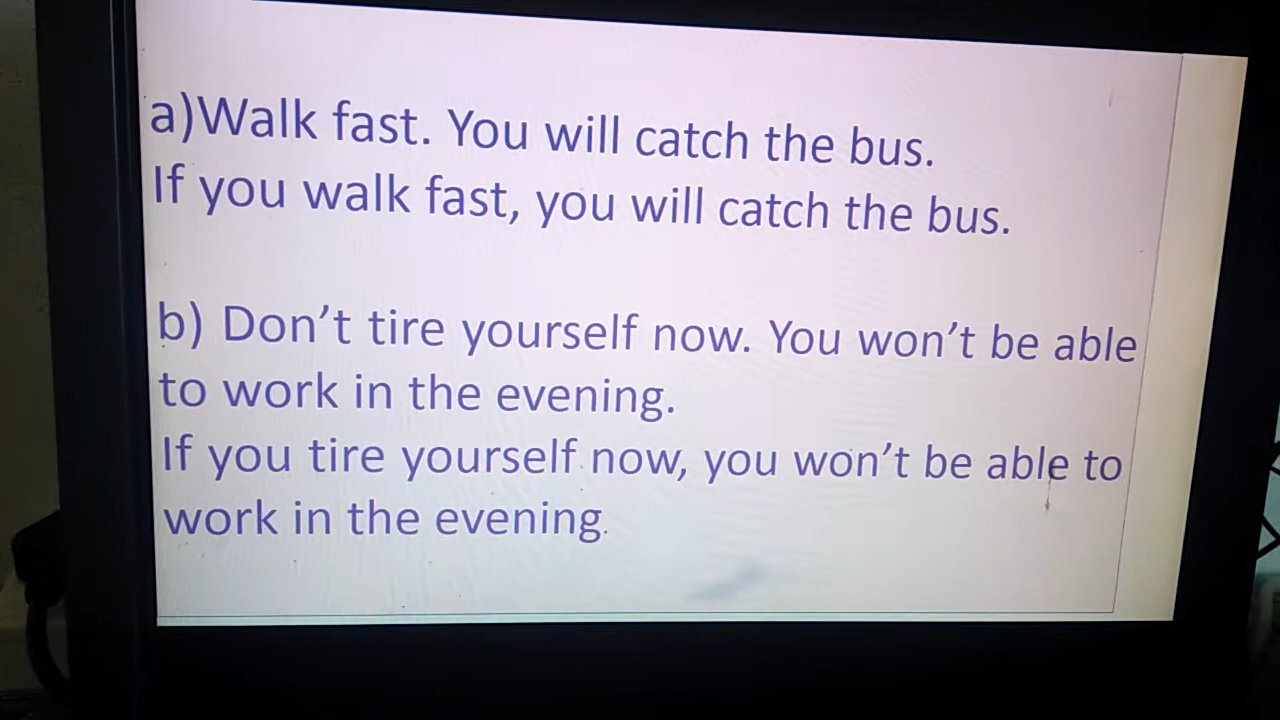 a)Walk fast. You will catch the bus.
If you walk fast, you will catch the bus.
b) Don’t tire yourself now. You won’t be able
to work in the evening.
If you tire yourself now, you won’t be able to
work in the evening.